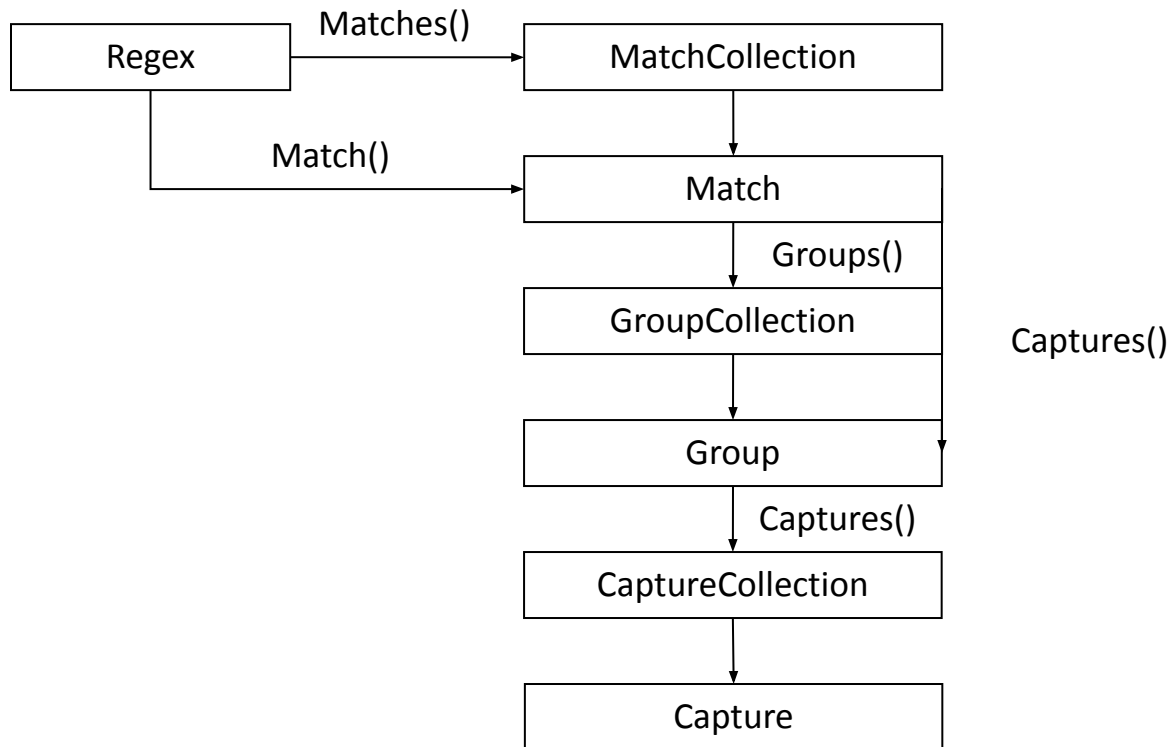 Matches()
Regex
MatchCollection
Match()
Match
Groups()
GroupCollection
Captures()
Group
Captures()
CaptureCollection
Capture